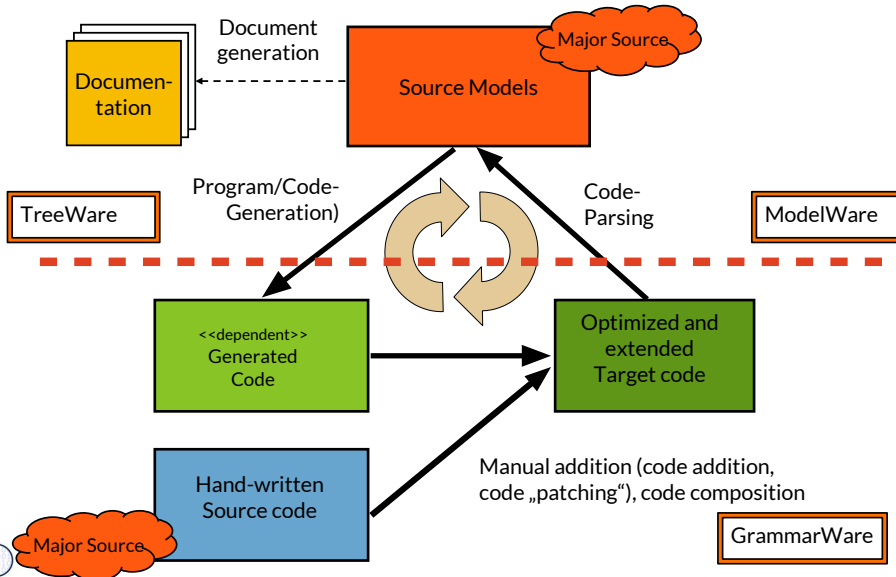 Document
generation
Major Source
Documen-
tation
Source Models
Program/Code-
Generation)
Code-
Parsing
TreeWare
ModelWare
<<dependent>>
Generated
Code
Optimized and
extended
Target code
Hand-written
Source code
Manual addition (code addition,
code „patching“), code composition
Major Source
GrammarWare